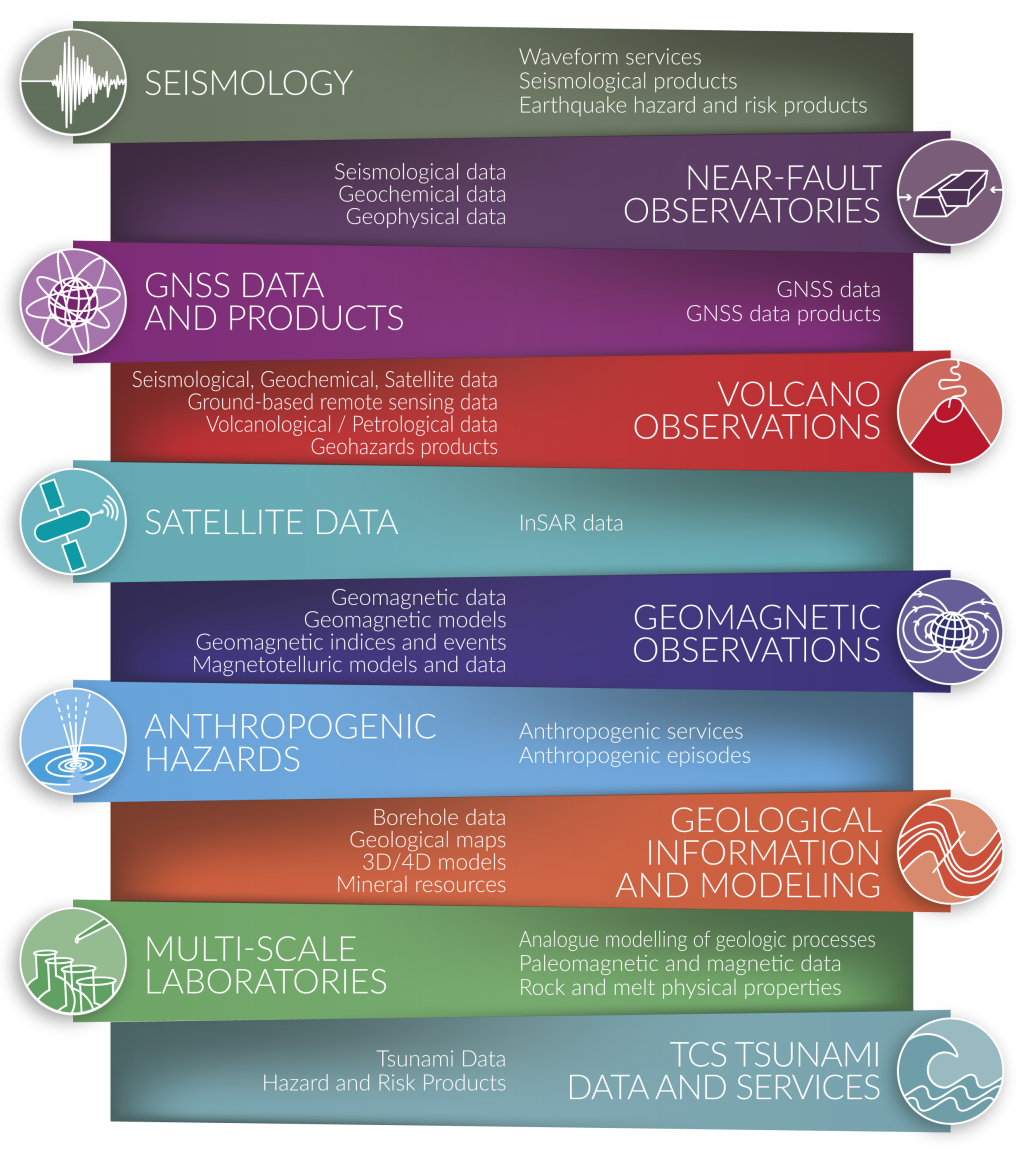 SEISMOLOGY
Waveform services
Seismological products
Earthquake hazard and risk products
Seismological data
Geochemical data
Geophysical data
NEAR-FAULT
OBSERVATORIES
GNSS DATA
AND PRODUCTS
GNSS data
GNSS data products
Seismological, Geochemical, Satellite data
Ground-based remote sensing data
Volcanological / Petrological data
Geohazards products
VOLCANO
OBSERVATIONS
SATELLITE DATA
InSAR data
Geomagnetic data
Geomagnetic models
Geomagnetic indices and events
Magnetotelluric models and data
GEOMAGNETIC
OBSERVATIONS
ANTHROPOGENIC
HAZARDS
Anthropogenic services
Anthropogenic episodes
Borehole data
Geological maps
3D/4D models
Mineral resources
GEOLOGICAL
INFORMATION
AND MODELING
MULTI-SCALE
LABORATORIES
Analogue modelling of geologic processes
Paleomagnetic and magnetic data
Rock and melt physical properties
Tsunami Data
Hazard and Risk Products
TCS TSUNAMI
DATA AND SERVICES